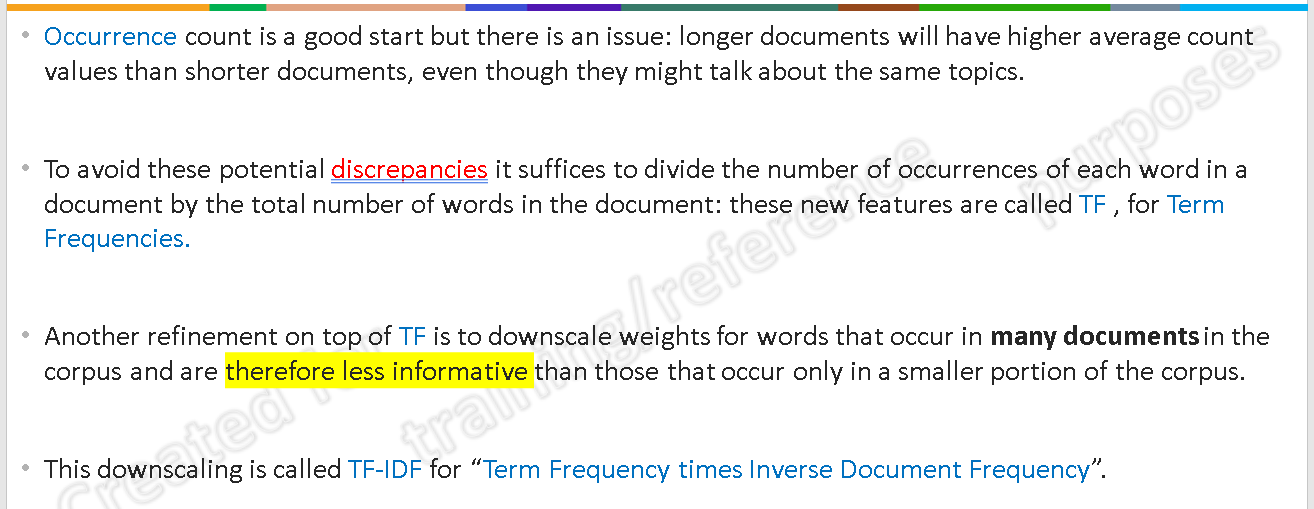 • Occurrence count is a good start but there is an issue: longer documents will have higher average count
values than shorter documents, even though they might talk about the same topics.
• To avoid these potential discrepancies it suffices to divide the number of occurrences of each word in a
document by the total number of words in the document: these new features are called TF , for Term
Frequencies.
• Another refinement on top of TF is to downscale weights for words that occur in many documents in the
corpus and are therefore less informative than those that occur only in a smaller portion of the corpus.
• This downscaling is called TF-IDF for “Term Frequency times Inverse Document Frequency”.
Created for
training/reference
purposes